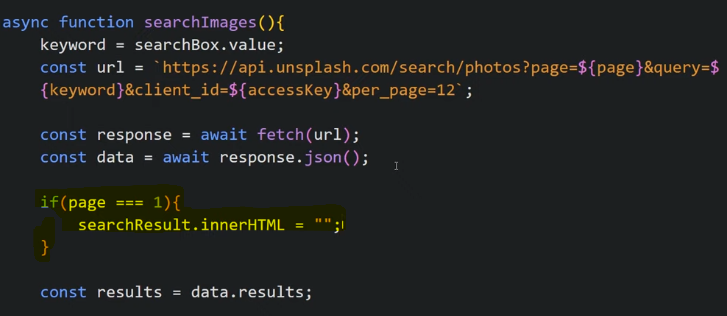 async function searchImages(){
keyword = searchBox.value;
const url = `https://api.unsplash.com/search/photos?page=${page}&query=$
{keyword}&client_id=${accessKey}&per_page=12`;
const response = await fetch(url);
const data = await response.json();
if(page === 1){
searchResult.innerHTML = "";
}
const results = data.results;